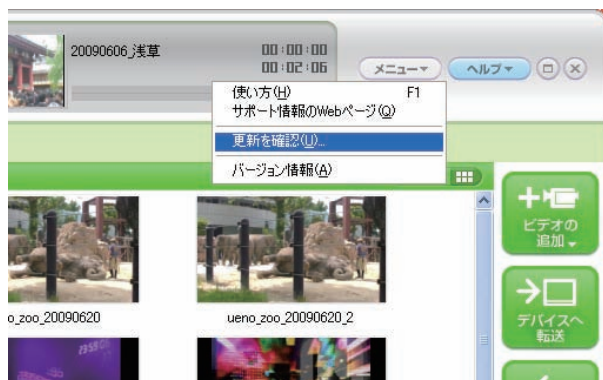 20090606_浅草
00:00:00
00:02:06
メニュー
ヘルプ
使い方(H) F1
サポート情報のWebページ(O)
更新を確認(U)...
バージョン情報(A)
ビデオの
追加
o_zoo_20090620
ueno_zoo_20090620_2
デバイスへ
転送